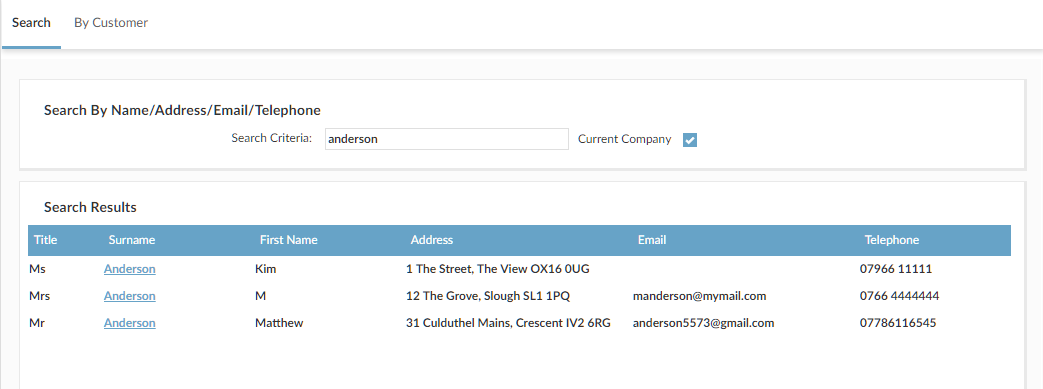 Search By Customer
Search By Name/Address/Email/Telephone
Search Criteria: anderson Current Company
Search Results
Title Surname First Name Address Email Telephone
Ms Anderson Kim 1 The Street, The View OX16 0UG 07966 11111
Mrs Anderson M 12 The Grove, Slough SL1 1PQ manderson@mymail.com 0766 4444444
Mr Anderson Matthew 31 Culduthel Mains, Crescent IV2 6RG anderson5573@gmail.com 07786116545